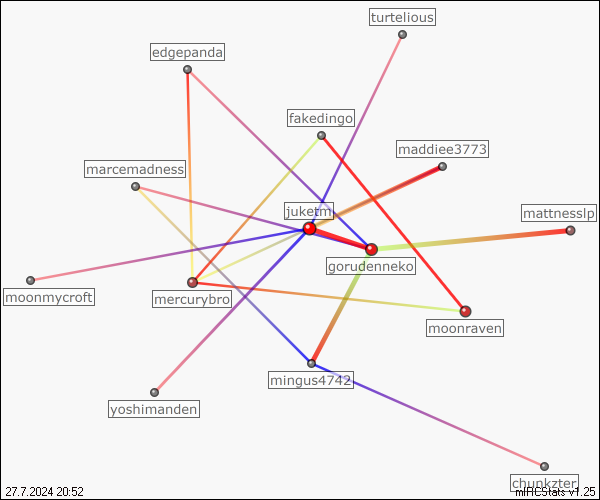 turtelious
edgepanda
fakedingo
maddiee3773
marcemadness
juketm
mattnesslp
gorudenneko
moonmycroft
mercurybro
moonraven
mingus4742
yoshimanden
chunkzter
27.7.2024 20:52
mIRCStats v1.25